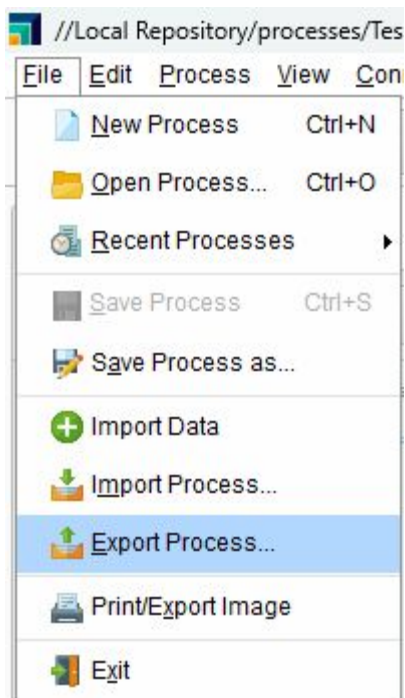 //Local Repository/processes/Tes
File Edit Process View Con
New Process Ctrl+N
Open Process... Ctrl+O
Recent Processes
Save Process Ctrl+S
Save Process as...
Import Data
Import Process...
Export Process...
Print/Export Image
Exit